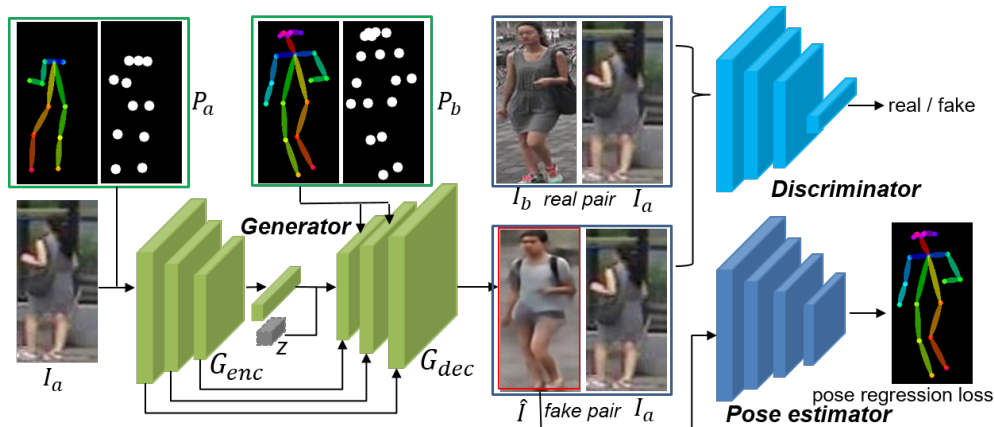 P_a
P_b
I_b real pair I_a
real / fake
Discriminator
Generator
I_a
G_enc
z
G_dec
Î fake pair I_a
Pose estimator
pose regression loss